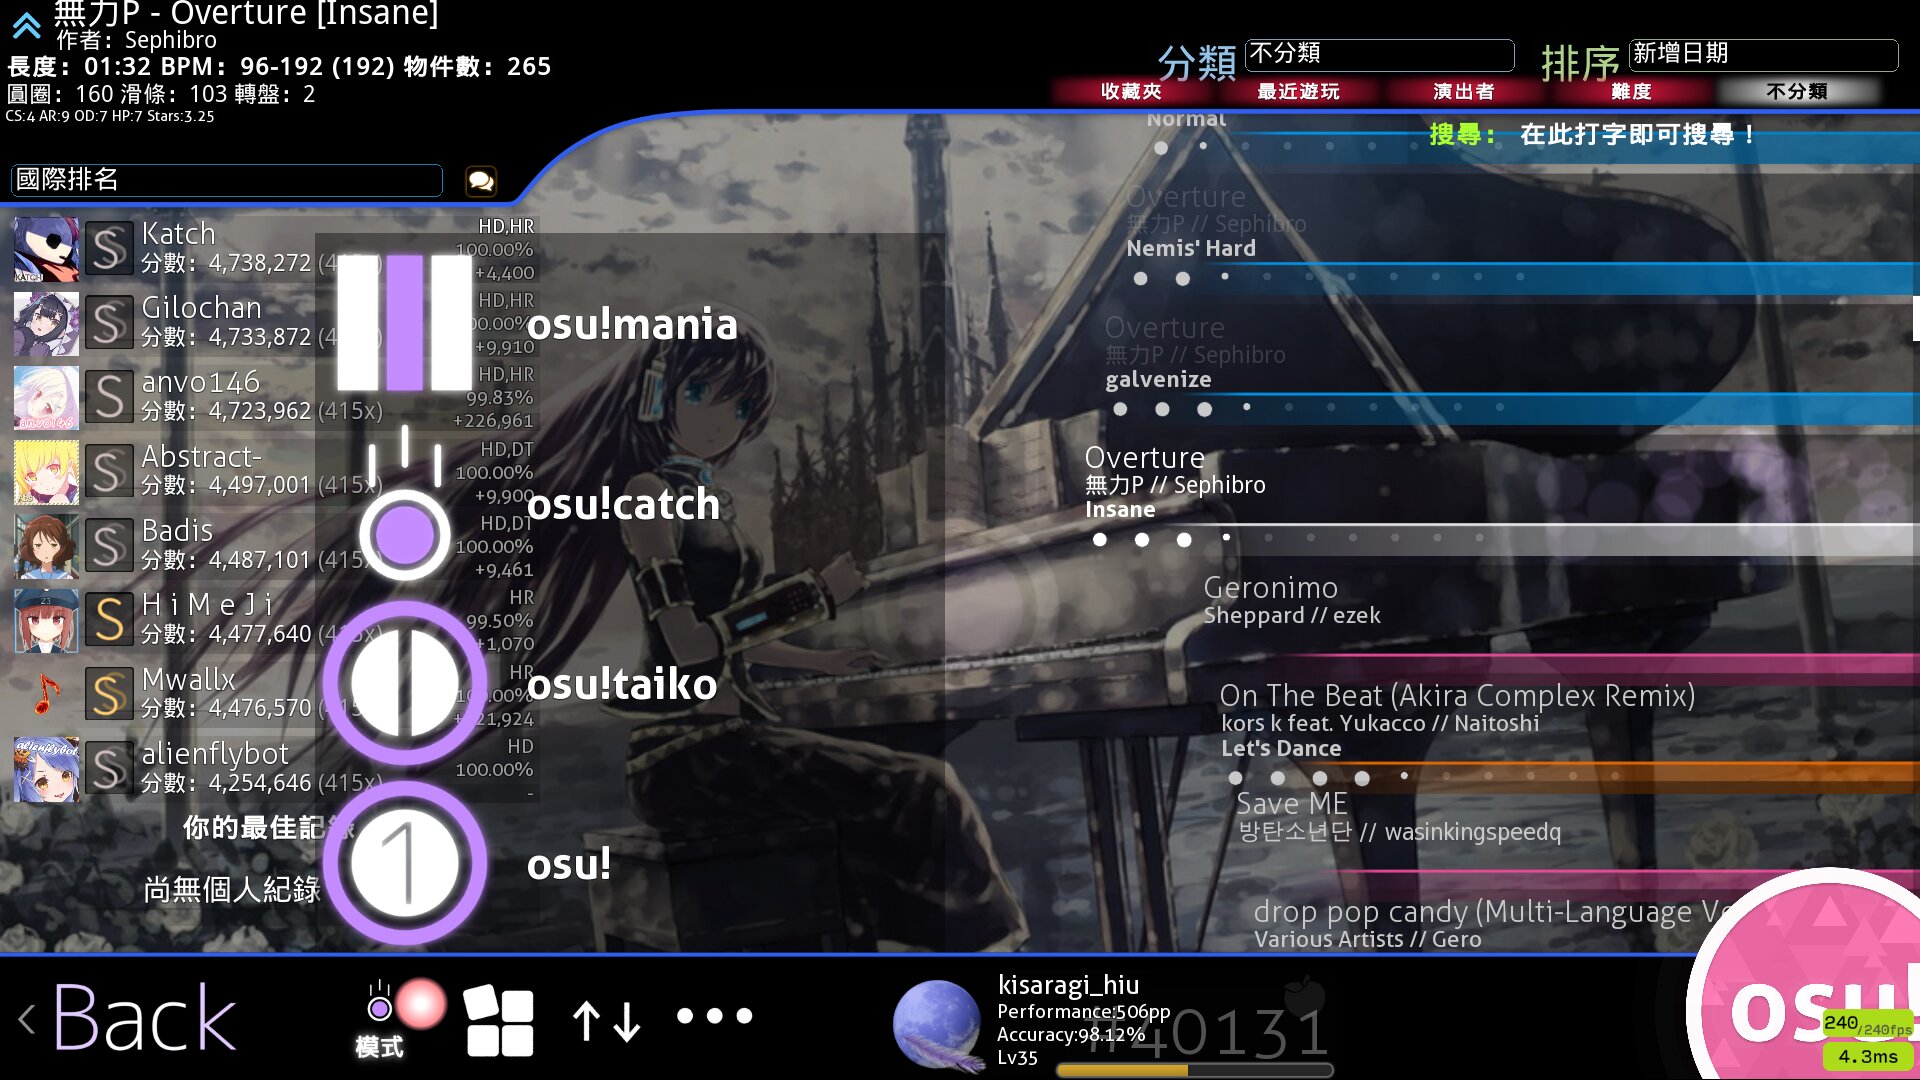 無力P - Overture [Insane]
作者: Sephibro
長度: 01:32 BPM: 96-192 (192) 物件數: 265
圓圈: 160 滑條: 103 轉盤: 2
CS:4 AR:9 OD:7 HP:7 Stars:3.25
分類 不分類 排序 新增日期
收藏夾 最近遊玩 演出者 難度 不分類
搜尋: 在此打字即可搜尋!
國際排名
Katch HD,HR
分數: 4,738,272 100.00%
+4,400
Gilochan HD,HR
分數: 4,733,872
+9,910
anvo146 HD,HR
分數: 4,723,962 (415x) 99.83%
+226,961
Abstract- HD,DT
分數: 4,497,001 (415x) 100.00%
+9,900
Badis HD,DT
分數: 4,487,101 (415x) 100.00%
+9,461
H i M e J i HR
分數: 4,477,640 99.50%
+1,070
Mwallx HR
分數: 4,476,570
alienflybot HD
分數: 4,254,646 (415x) 100.00%
-
你的最佳記錄
尚無個人紀錄
osu!mania
osu!catch
osu!taiko
osu!
Normal
Overture
無力P // Sephibro
Nemis' Hard
Overture
無力P // Sephibro
galvenize
Overture
無力P // Sephibro
Insane
Geronimo
Sheppard // ezek
On The Beat (Akira Complex Remix)
kors k feat. Yukacco // Naitoshi
Let's Dance
Save ME
방탄소년단 // wasinkingspeedq
drop pop candy (Multi-Language
Various Artists // Gero
Back
模式
kisaragi_hiu
Performance:506pp
Accuracy:98.12%
Lv35
#40131
osu!
240/240fps
4.3ms